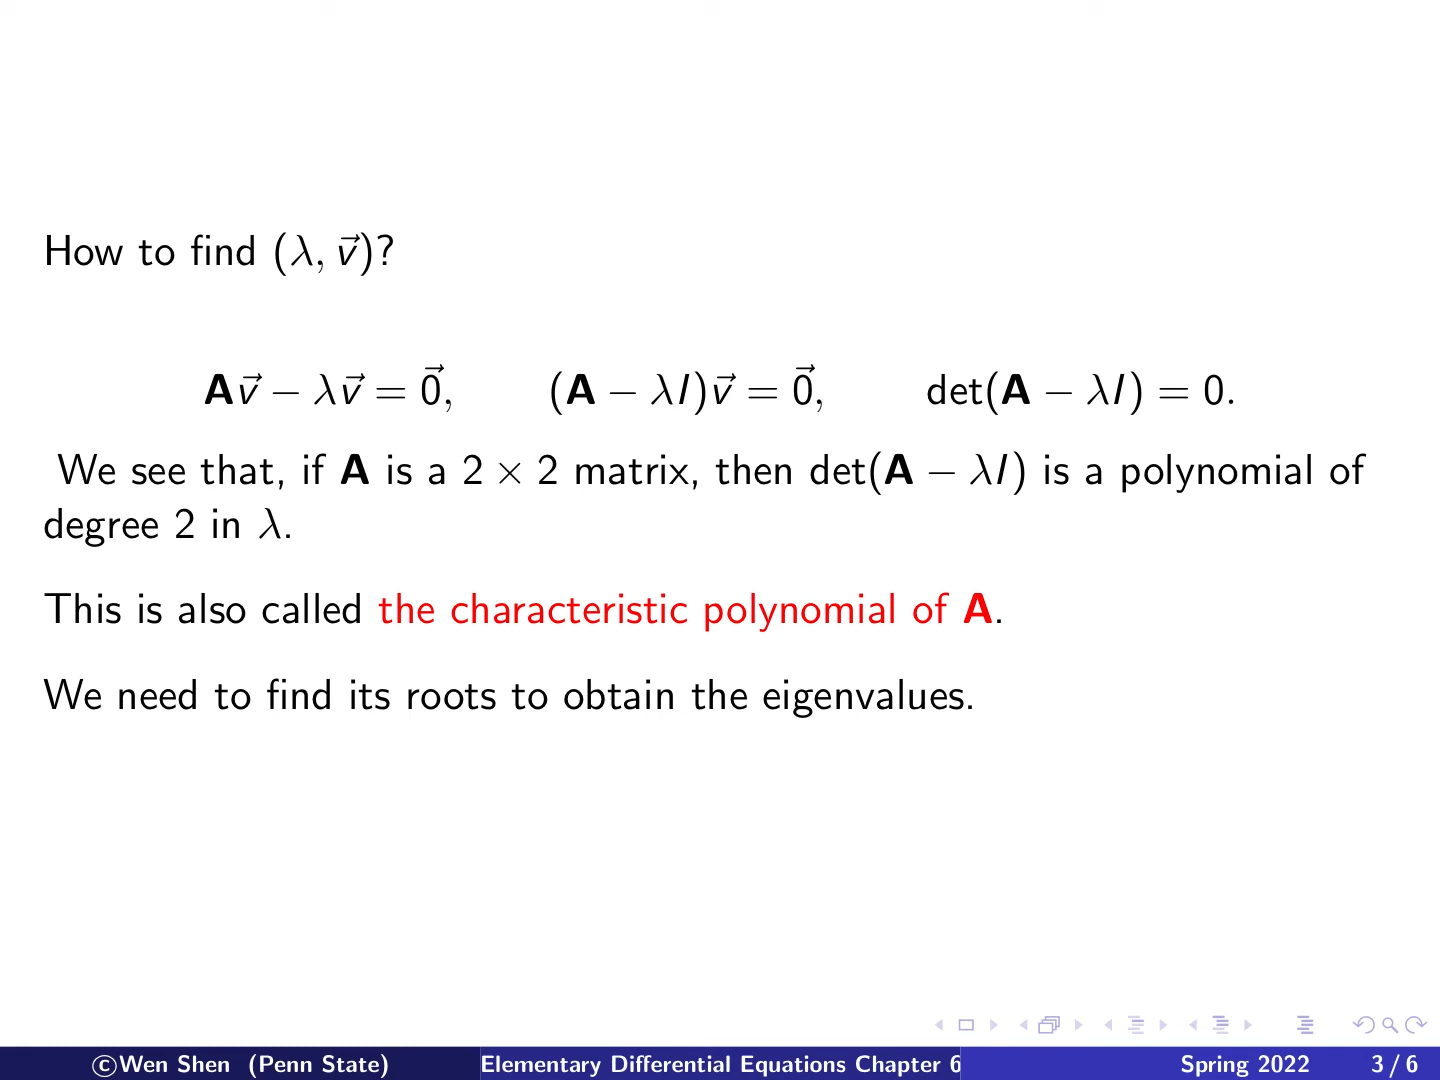 How to find (λ, v⃗)?
Av⃗ − λv⃗ = 0⃗, (A − λI)v⃗ = 0⃗, det(A − λI) = 0.
We see that, if A is a 2 × 2 matrix, then det(A − λI) is a polynomial of
degree 2 in λ.
This is also called the characteristic polynomial of A.
We need to find its roots to obtain the eigenvalues.
©Wen Shen (Penn State) Elementary Differential Equations Chapter 6 Spring 2022 3 / 6